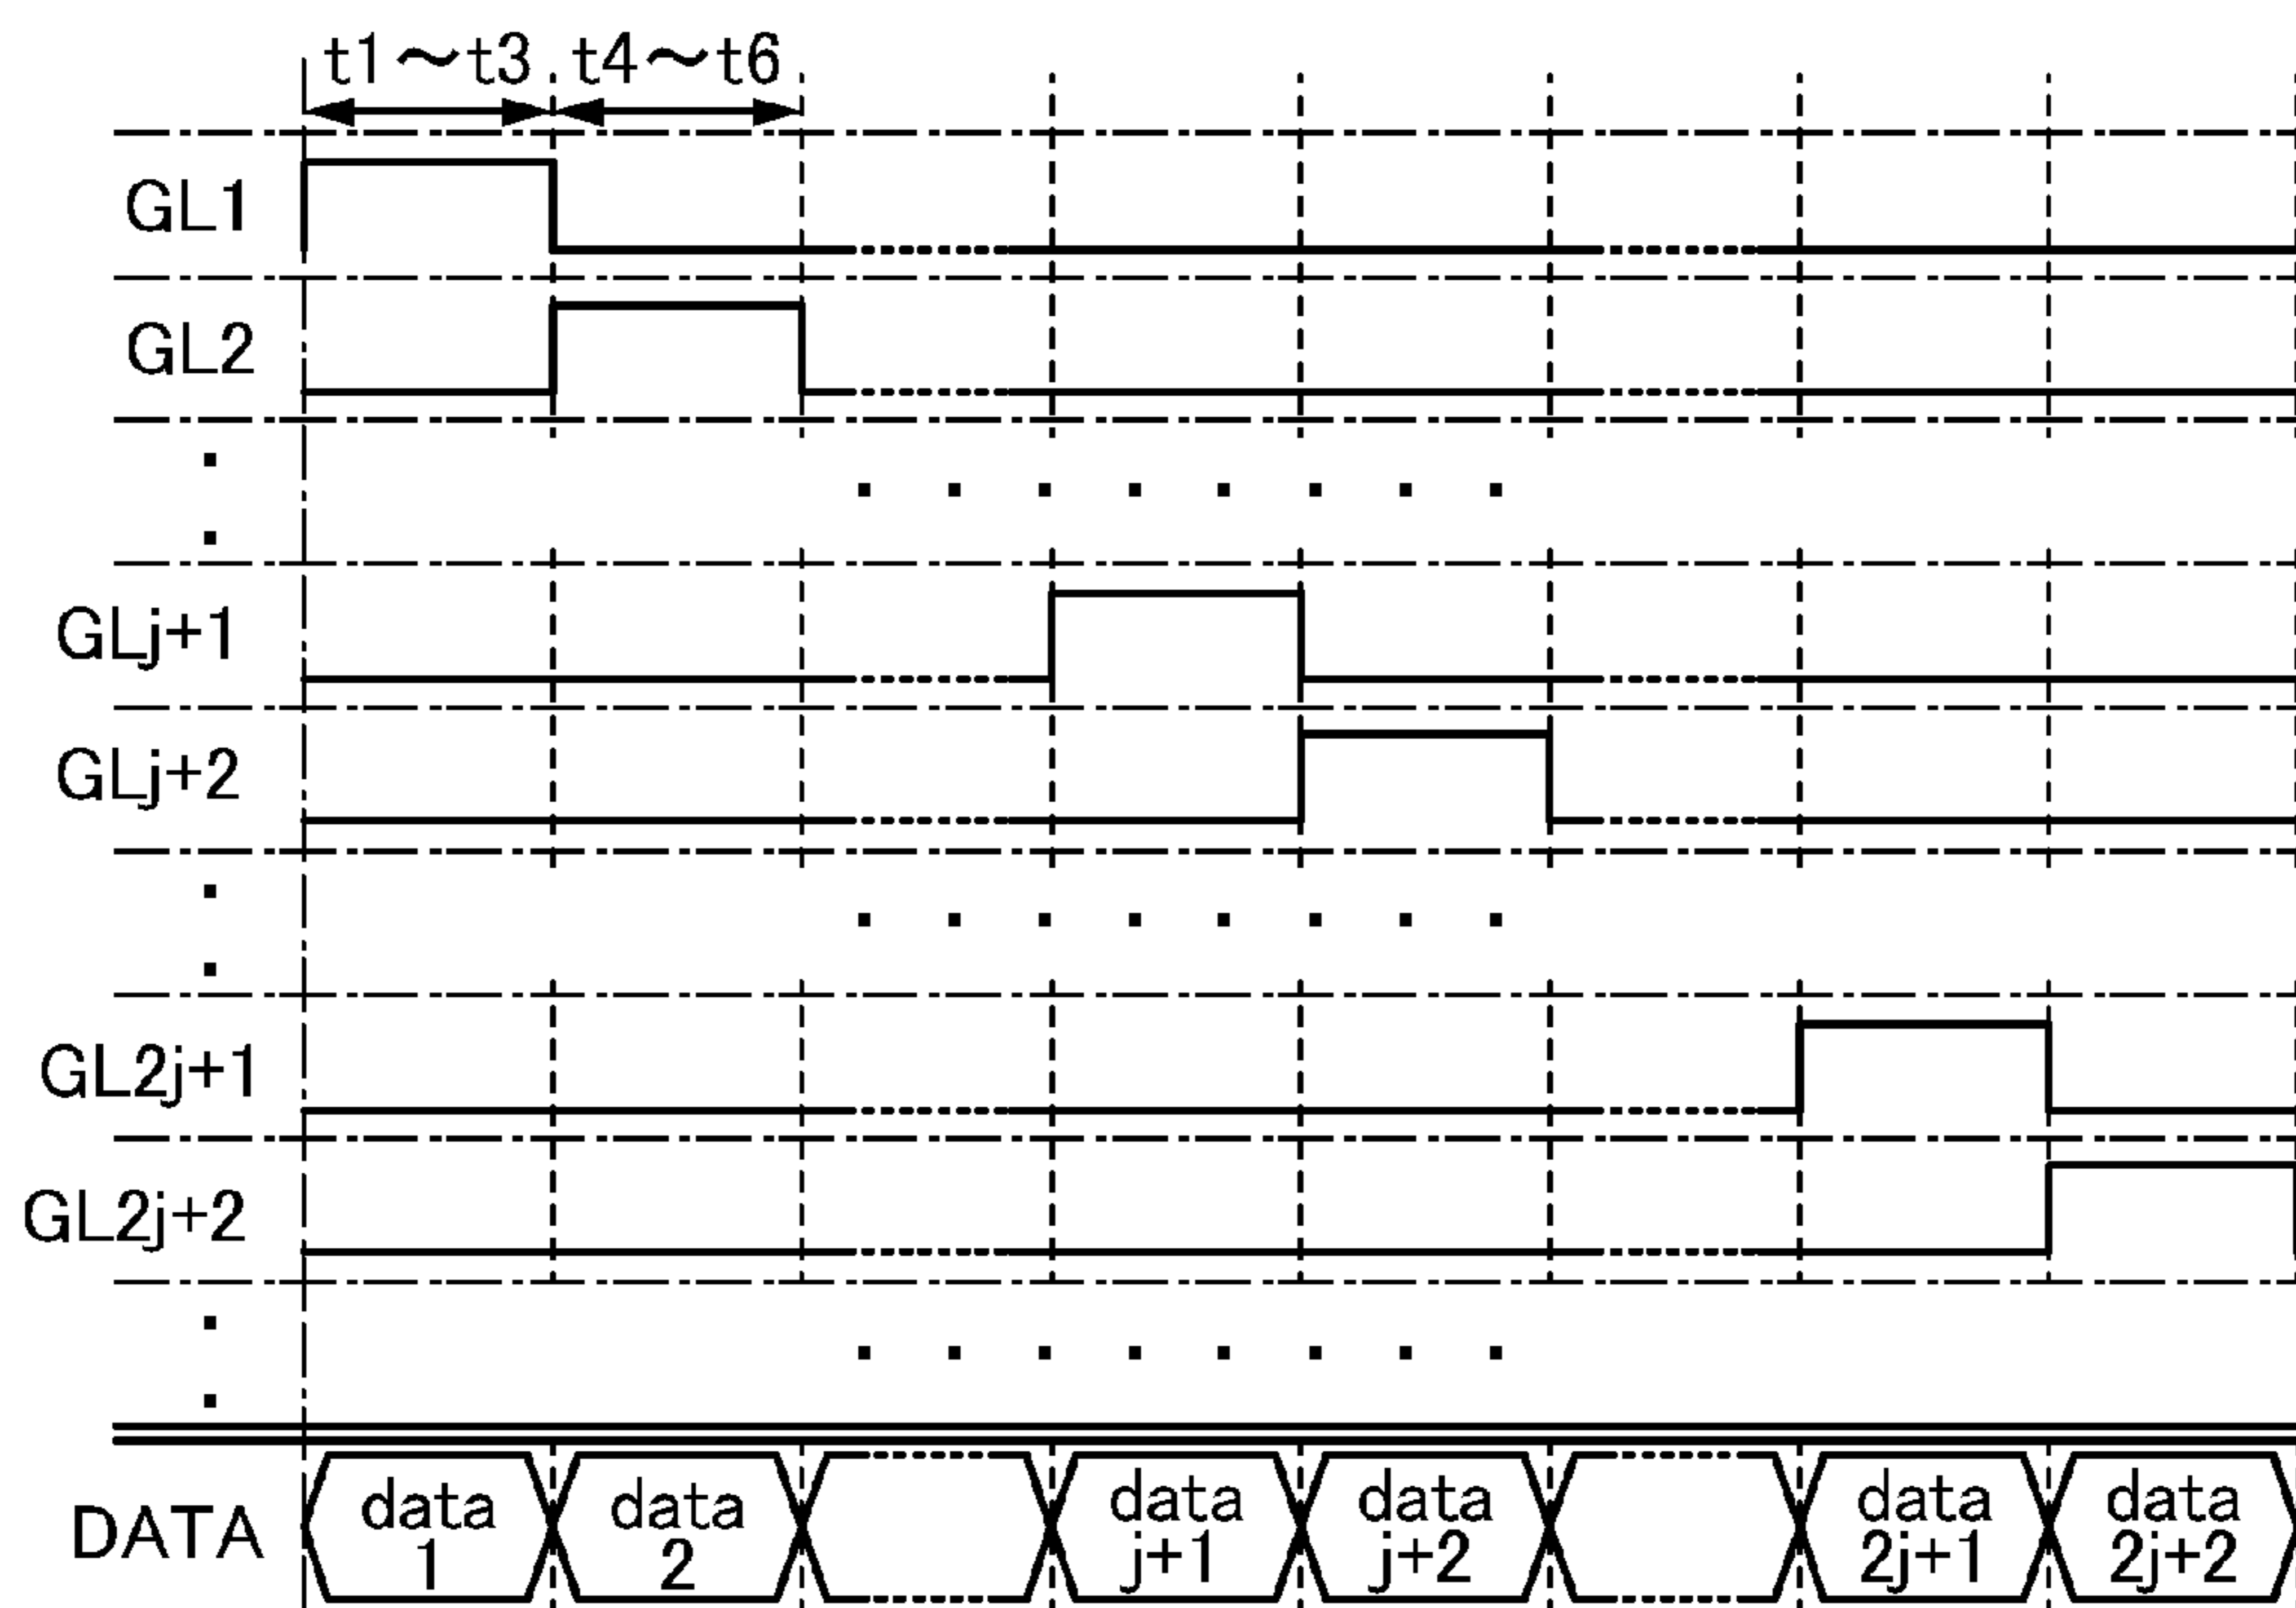 t1～t3 t4～t6
GL1
GL2
GLj+1
GLj+2
GL2j+1
GL2j+2
DATA
data
1
data
2
data
j+1
data
j+2
data
2j+1
data
2j+2